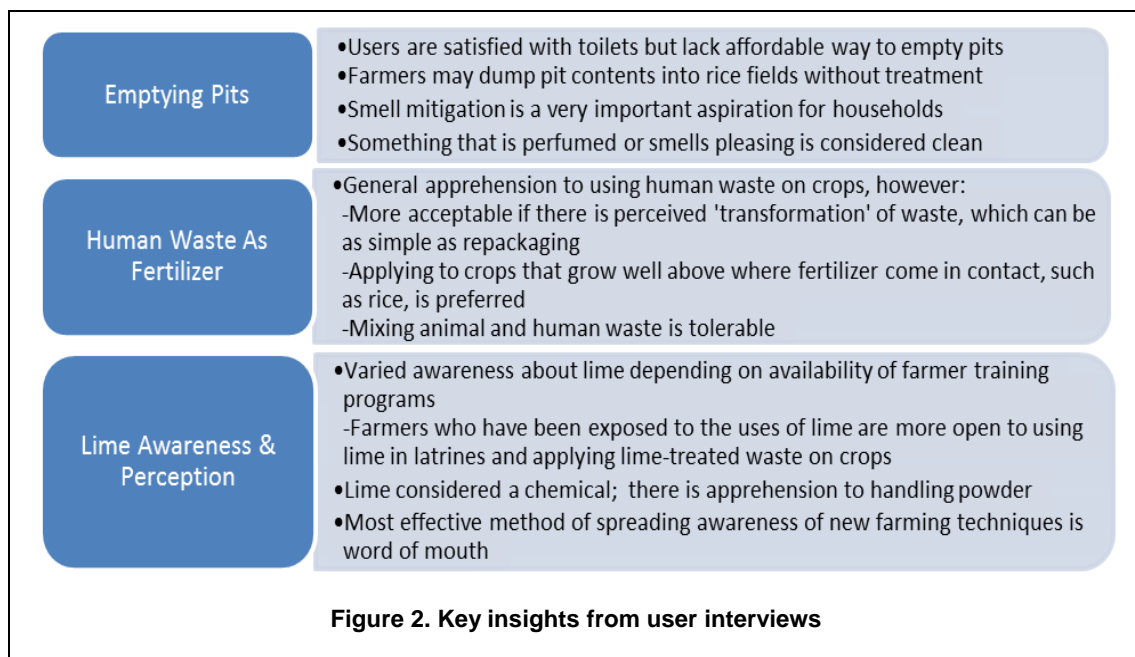 Emptying Pits
•Users are satisfied with toilets but lack affordable way to empty pits
•Farmers may dump pit contents into rice fields without treatment
•Smell mitigation is a very important aspiration for households
•Something that is perfumed or smells pleasing is considered clean
Human Waste As
Fertilizer
•General apprehension to using human waste on crops, however:
-More acceptable if there is perceived 'transformation' of waste, which can be
as simple as repackaging
-Applying to crops that grow well above where fertilizer come in contact, such
as rice, is preferred
-Mixing animal and human waste is tolerable
Lime Awareness &
Perception
•Varied awareness about lime depending on availability of farmer training
programs
-Farmers who have been exposed to the uses of lime are more open to using
lime in latrines and applying lime-treated waste on crops
•Lime considered a chemical; there is apprehension to handling powder
•Most effective method of spreading awareness of new farming techniques is
word of mouth
Figure 2. Key insights from user interviews